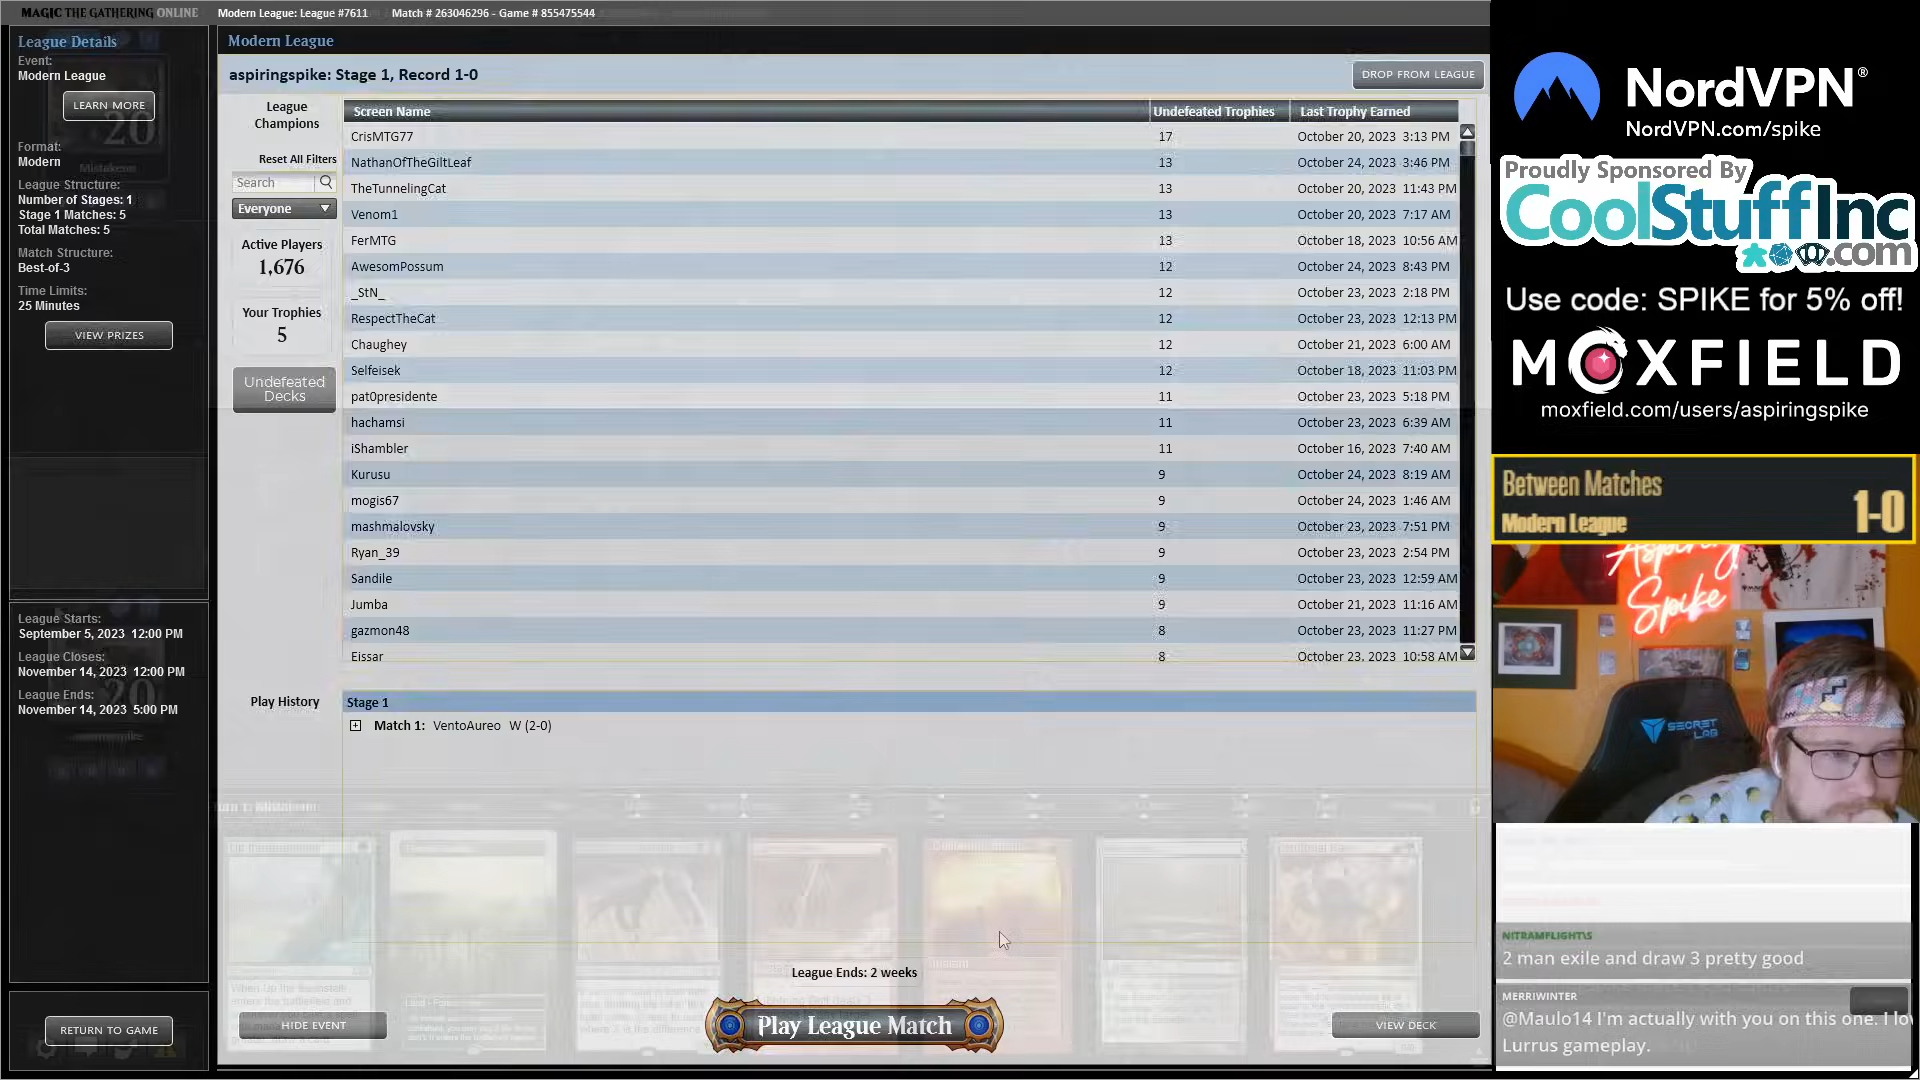 MAGIC THE GATHERING ONLINE
Modern League: League #7611 Match # 263046296 - Game # 855475544
League Details
Event:
Modern League
LEARN MORE
Format:
Modern
League Structure:
Number of Stages: 1
Stage 1 Matches: 5
Total Matches: 5
Match Structure:
Best-of-3
Time Limits:
25 Minutes
VIEW PRIZES
League Starts:
September 5, 2023 12:00 PM
League Closes:
November 14, 2023 12:00 PM
League Ends:
November 14, 2023 5:00 PM
RETURN TO GAME
Modern League
aspiringspike: Stage 1, Record 1-0
DROP FROM LEAGUE
League
Champions
Reset All Filters
Search
Everyone
Active Players
1,676
Your Trophies
5
Undefeated
Decks
Screen Name Undefeated Trophies Last Trophy Earned
CrisMTG77 17 October 20, 2023 3:13 PM
NathanOfTheGiltLeaf 13 October 24, 2023 3:46 PM
TheTunnelingCat 13 October 20, 2023 11:43 PM
Venom1 13 October 20, 2023 7:17 AM
FerMTG 13 October 18, 2023 10:56 AM
AwesomPossum 12 October 24, 2023 8:43 PM
_StN_ 12 October 23, 2023 2:18 PM
RespectTheCat 12 October 23, 2023 12:13 PM
Chaughey 12 October 21, 2023 6:00 AM
Selfeisek 12 October 18, 2023 11:03 PM
pat0presidente 11 October 23, 2023 5:18 PM
hachamsi 11 October 23, 2023 6:39 AM
iShambler 11 October 16, 2023 7:40 AM
Kurusu 9 October 24, 2023 8:19 AM
mogis67 9 October 24, 2023 1:46 AM
mashmalovsky 9 October 23, 2023 7:51 PM
Ryan_39 9 October 23, 2023 2:54 PM
Sandile 9 October 23, 2023 12:59 AM
Jumba 9 October 21, 2023 11:16 AM
gazmon48 8 October 23, 2023 11:27 PM
Eissar 8 October 23, 2023 10:58 AM
Play History
Stage 1
Match 1: VentoAureo W (2-0)
League Ends: 2 weeks
HIDE EVENT
Play League Match
VIEW DECK
NordVPN®
NordVPN.com/spike
Proudly Sponsored By
CoolStuffInc
.com
Use code: SPIKE for 5% off!
MOXFIELD
moxfield.com/users/aspiringspike
Between Matches
Modern League
1-0
Aspiring
Spike
SECRET
LAB
NITRAMFLIGHT\S
2 man exile and draw 3 pretty good
MERRIWINTER
@Maulo14 I'm actually with you on this one. I lov
Lurrus gameplay.